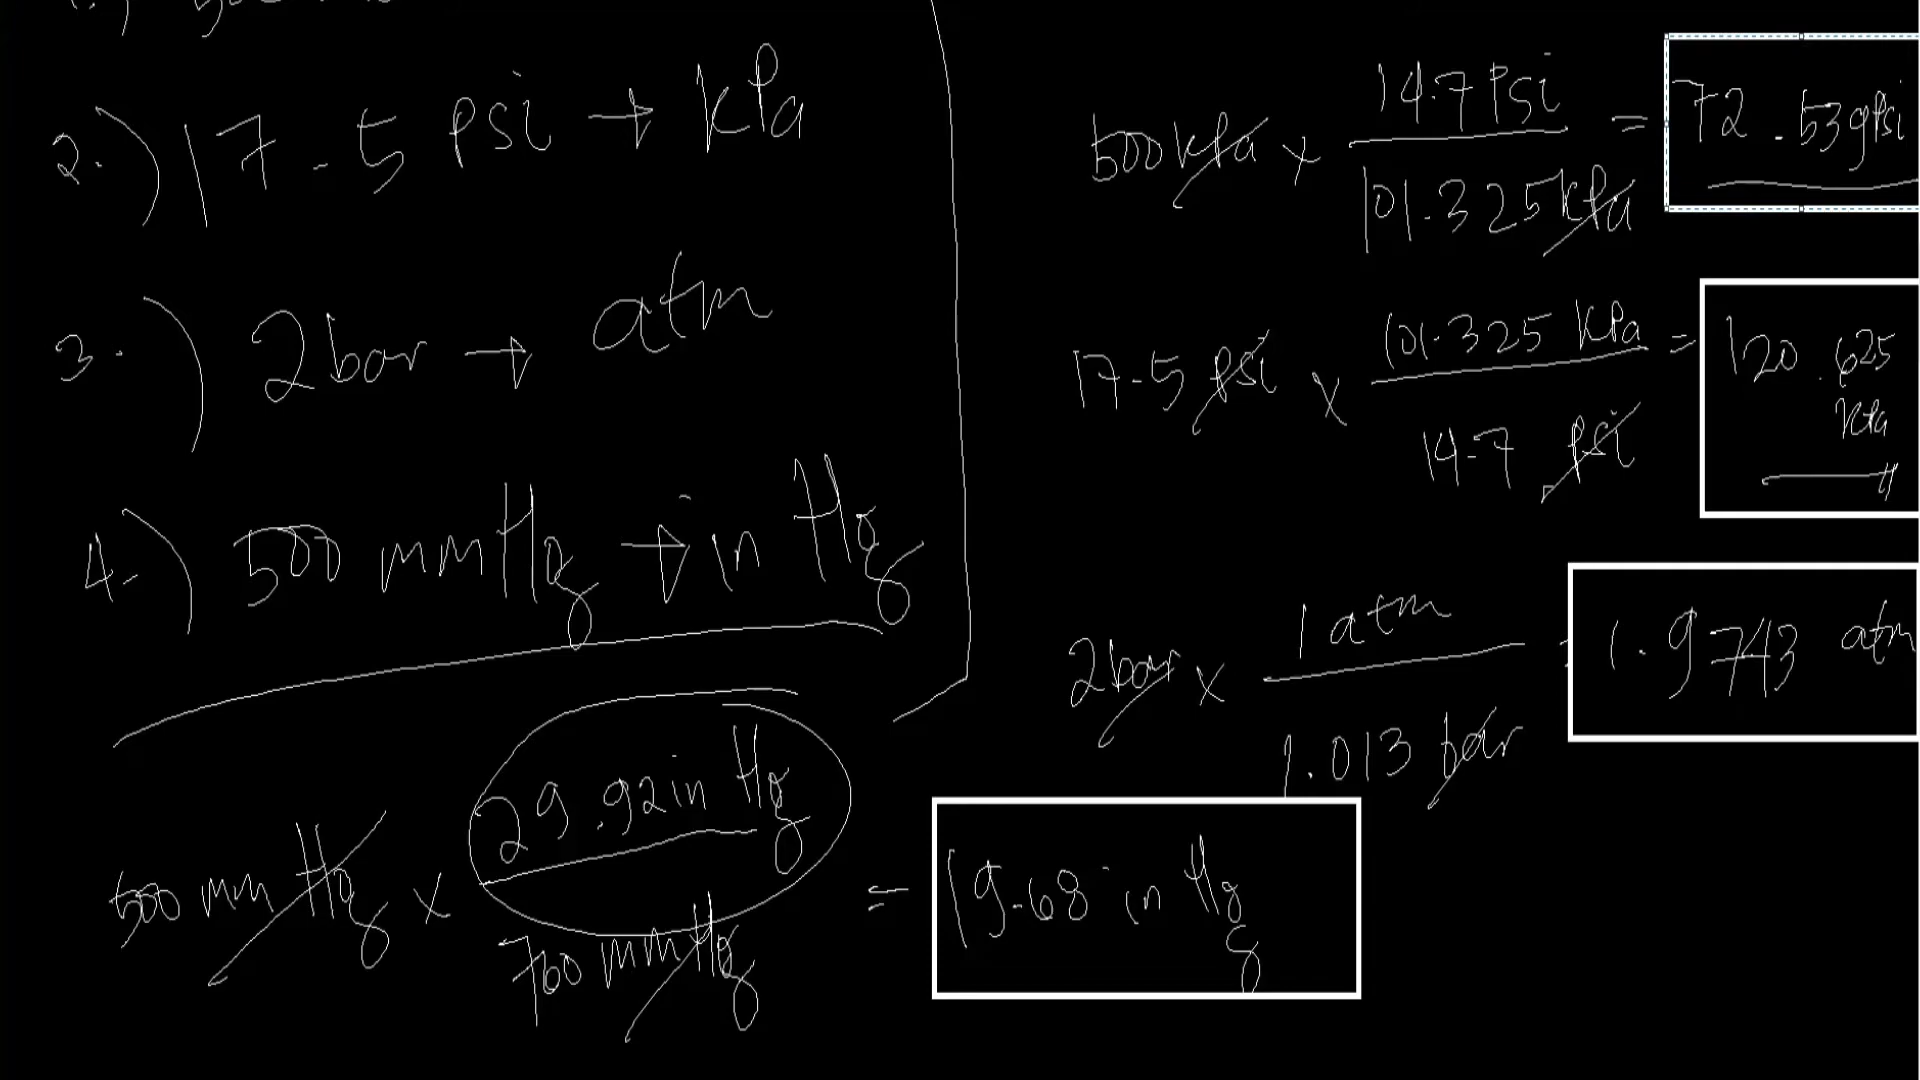 2.) 17.5 psi → kPa
3.) 2 bar → atm
4.) 500 mmHg → in Hg
500 mm Hg x 29.92 in Hg
760 mmHg
= 19.68 in Hg
500 kPa x 14.7 Psi
101.325 kPa
= 72.539 Psi
17.5 psi x 101.325 KPa
14.7 psi
= 120.625
kPa
2 bar x 1 atm
1.013 bar
= 1.9743 atm